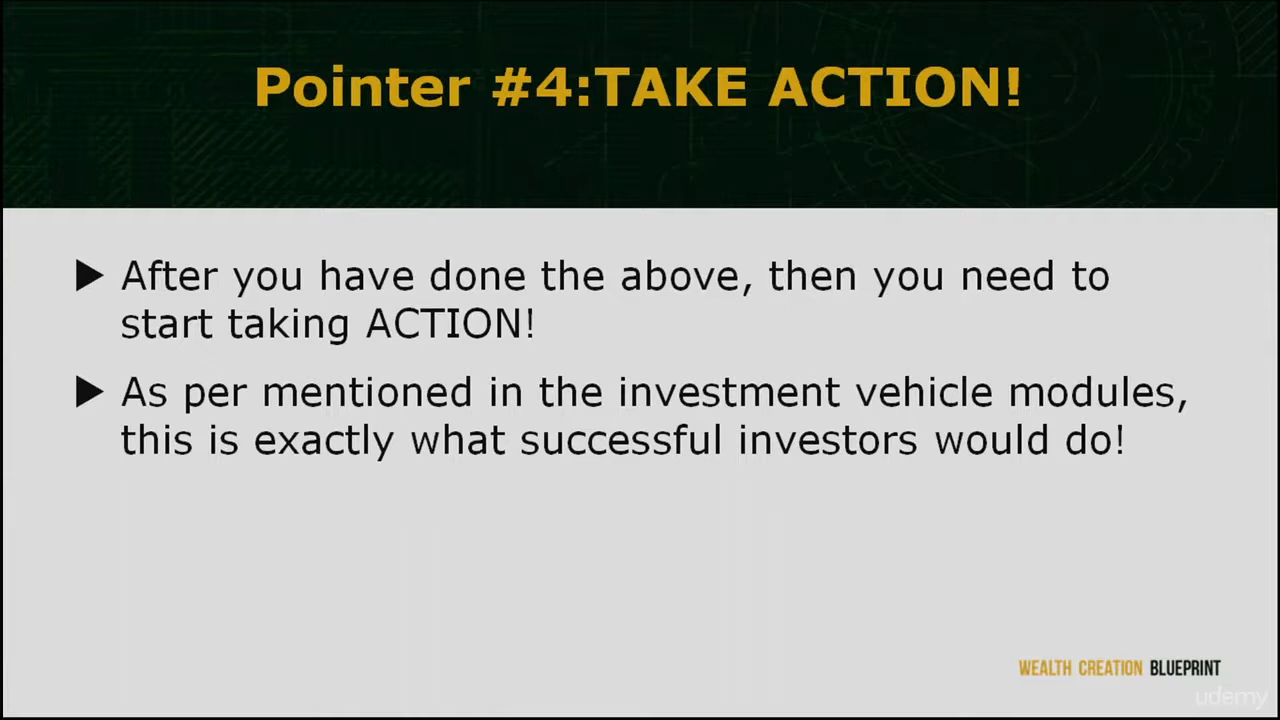 Pointer #4:TAKE ACTION!
After you have done the above, then you need to
start taking ACTION!
As per mentioned in the investment vehicle modules,
this is exactly what successful investors would do!
WEALTH CREATION BLUEPRINT
udemy